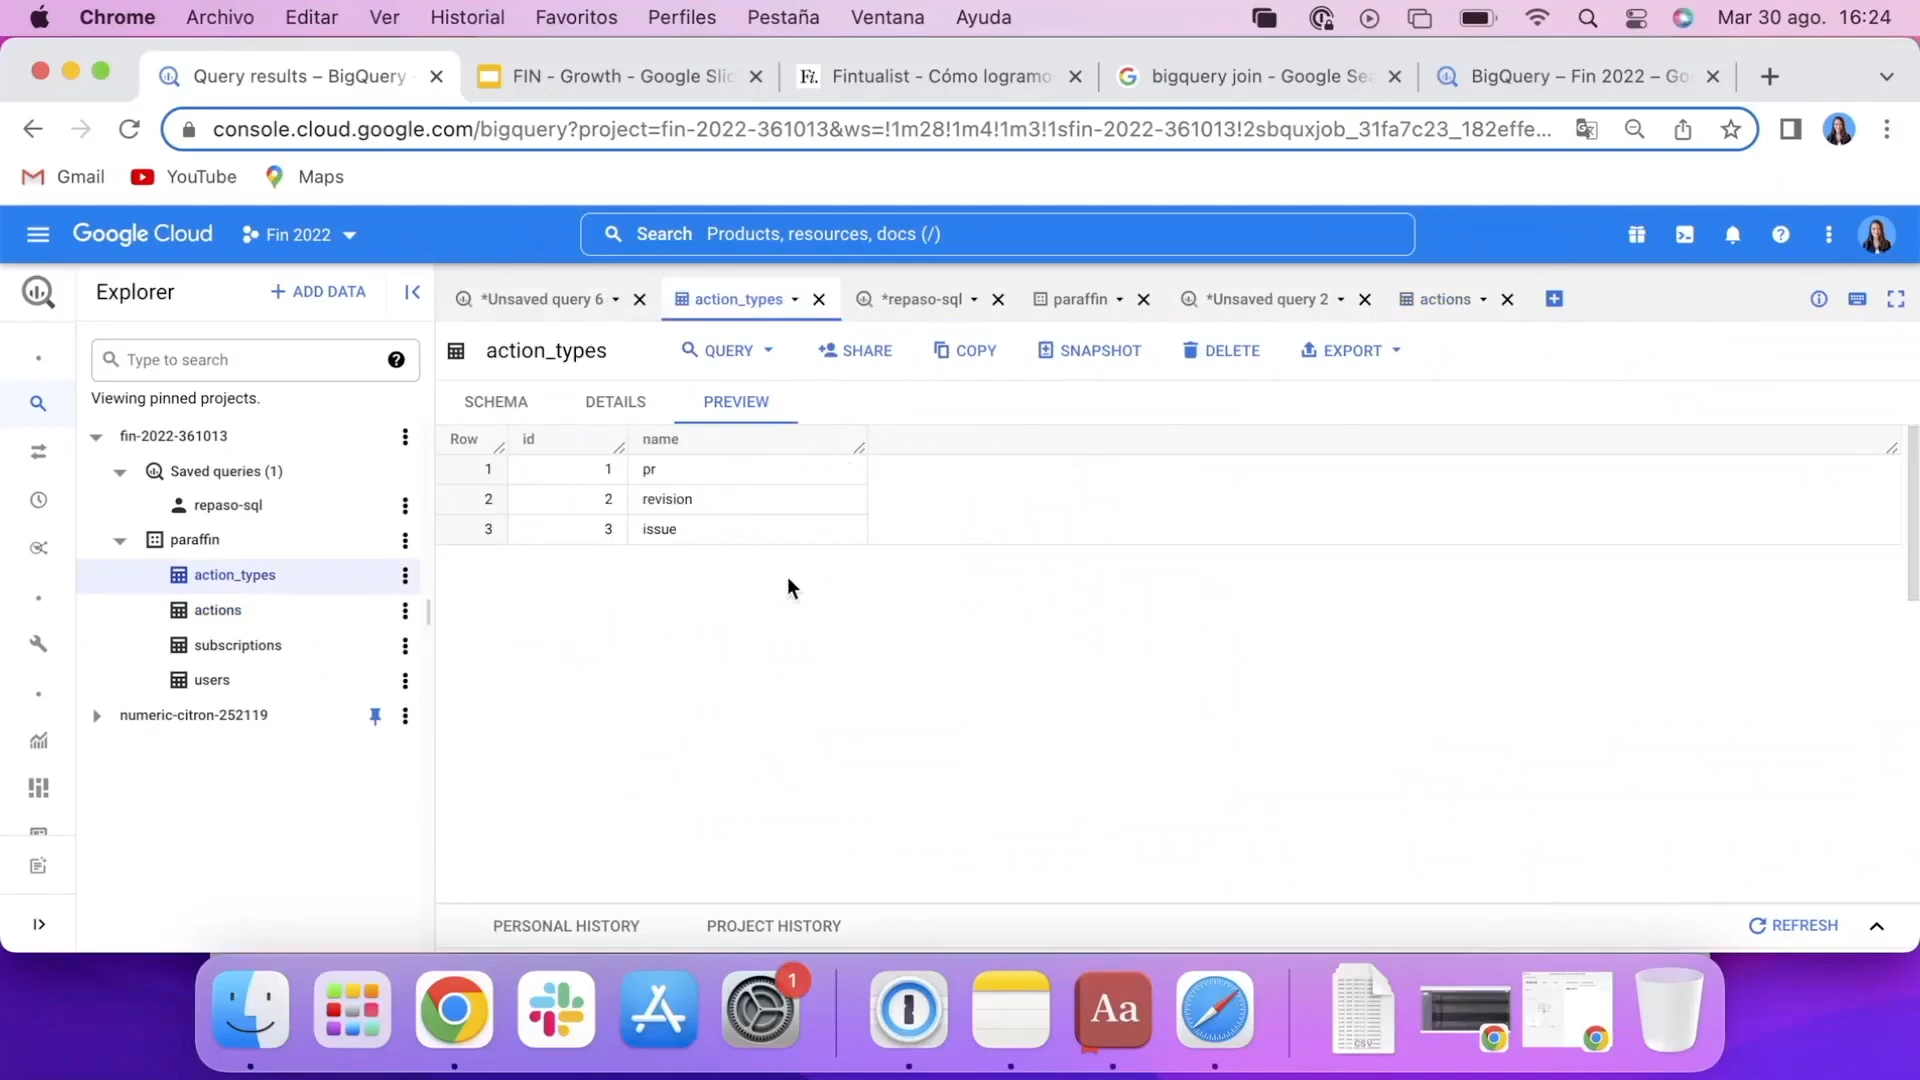 Chrome Archivo Editar Ver Historial Favoritos Perfiles Pestaña Ventana Ayuda Mar 30 ago. 16:24
Query results – BigQuery FIN - Growth - Google Slid Fi. Fintualist - Cómo logramo bigquery join - Google Sea BigQuery – Fin 2022 – Go
console.cloud.google.com/bigquery?project=fin-2022-361013&ws=!1m28!1m4!1m3!1sfin-2022-361013!2sbquxjob_31fa7c23_182effe...
Gmail YouTube Maps
Google Cloud Fin 2022 Search Products, resources, docs (/)
Explorer + ADD DATA *Unsaved query 6 action_types *repaso-sql paraffin *Unsaved query 2 actions
Type to search action_types QUERY SHARE COPY SNAPSHOT DELETE EXPORT
Viewing pinned projects. SCHEMA DETAILS PREVIEW
fin-2022-361013 Row id name
Saved queries (1) 1 1 pr
repaso-sql 2 2 revision
paraffin 3 3 issue
action_types
actions
subscriptions
users
numeric-citron-252119
PERSONAL HISTORY PROJECT HISTORY REFRESH
1
Aa
CSV